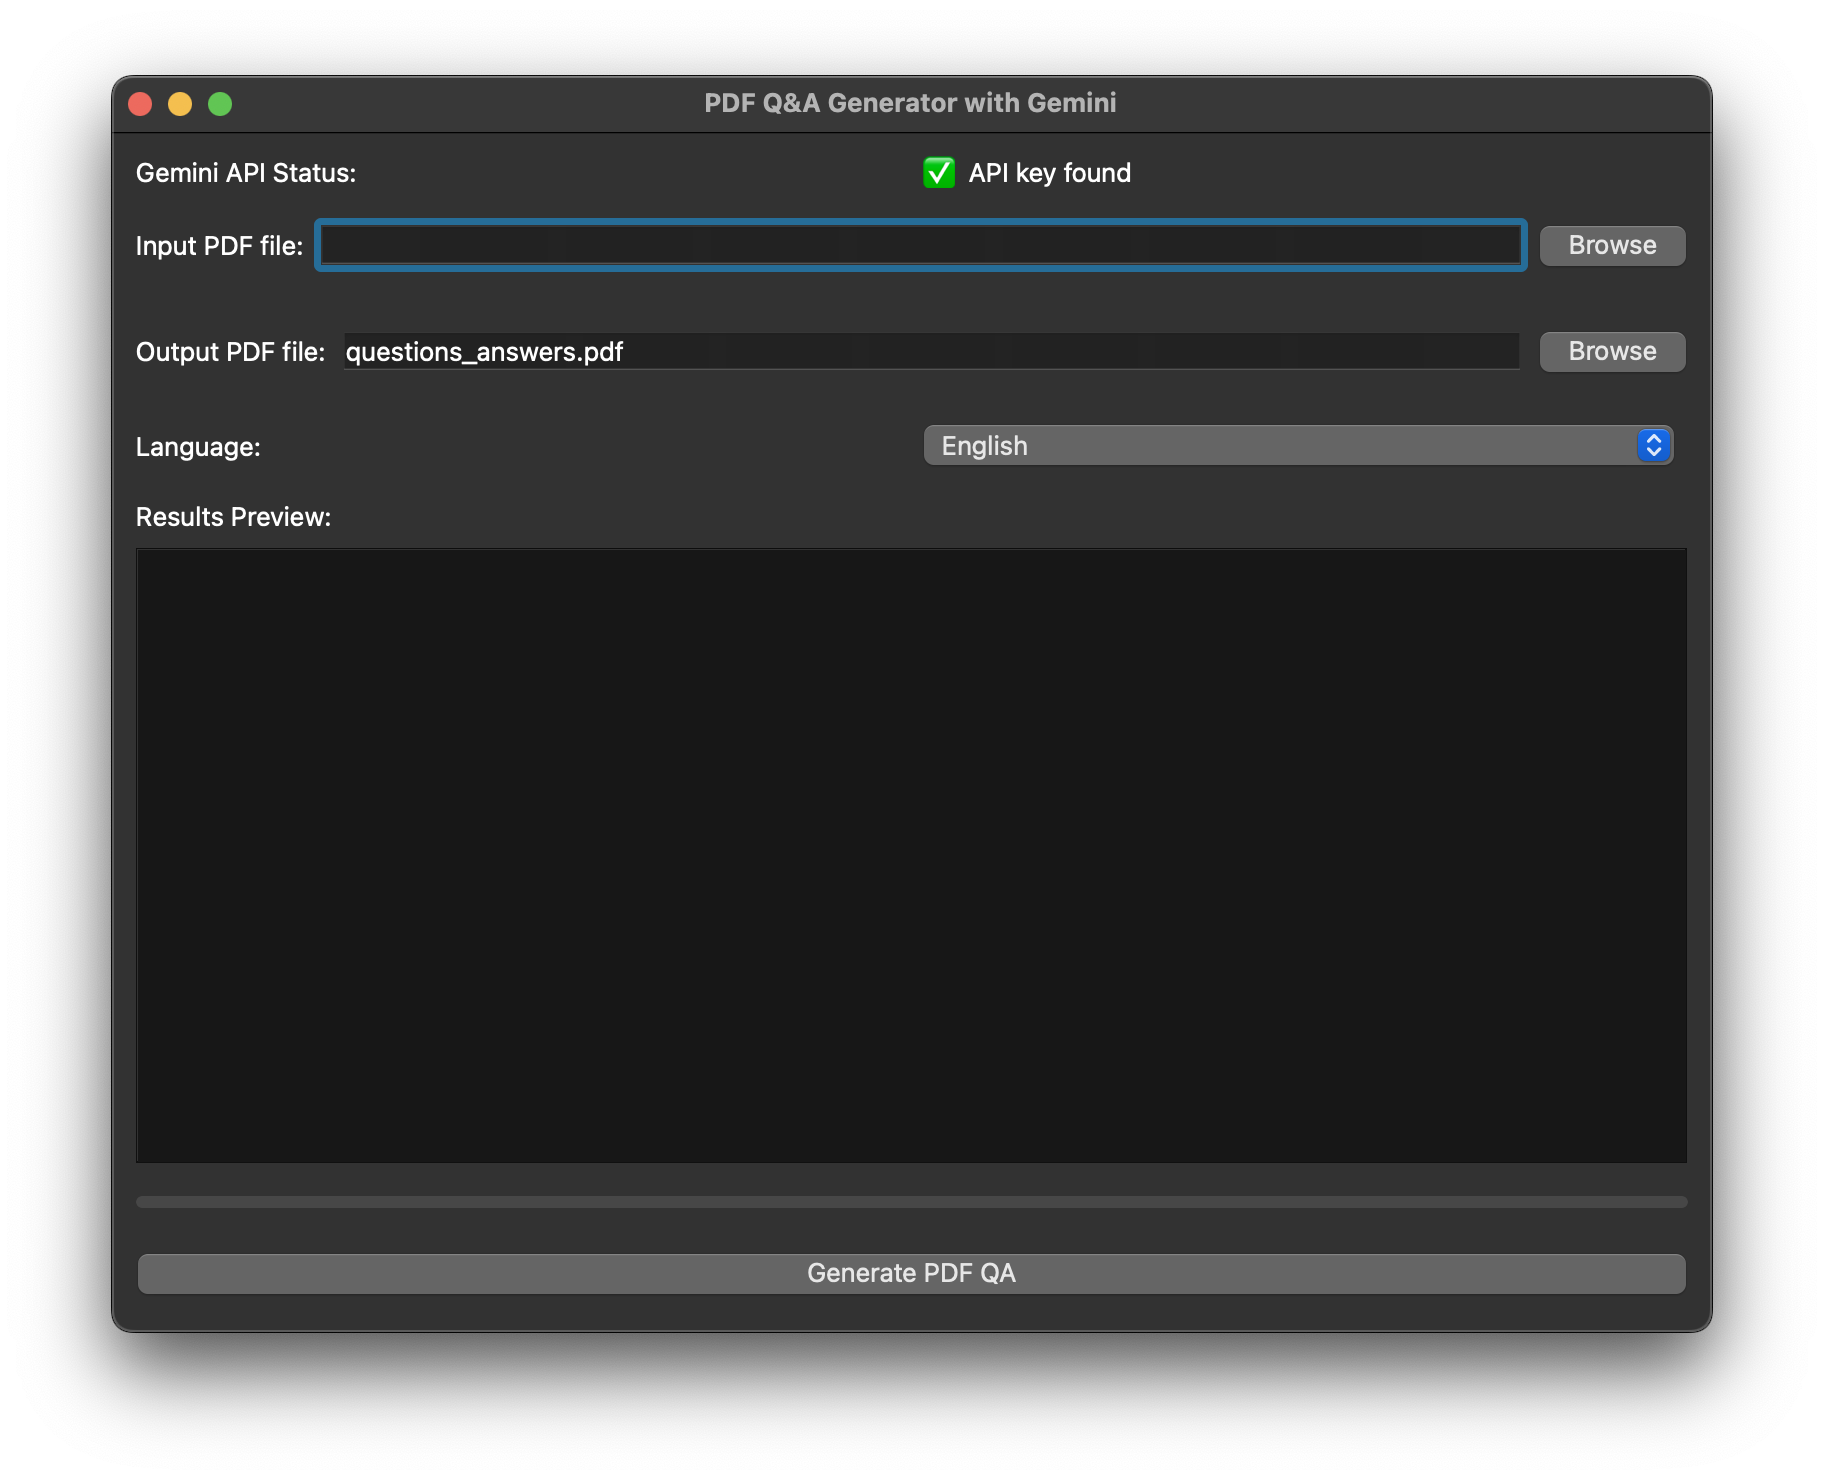 PDF Q&A Generator with Gemini
Gemini API Status: ✅ API key found
Input PDF file: Browse
Output PDF file: questions_answers.pdf Browse
Language: English
Results Preview:
Generate PDF QA